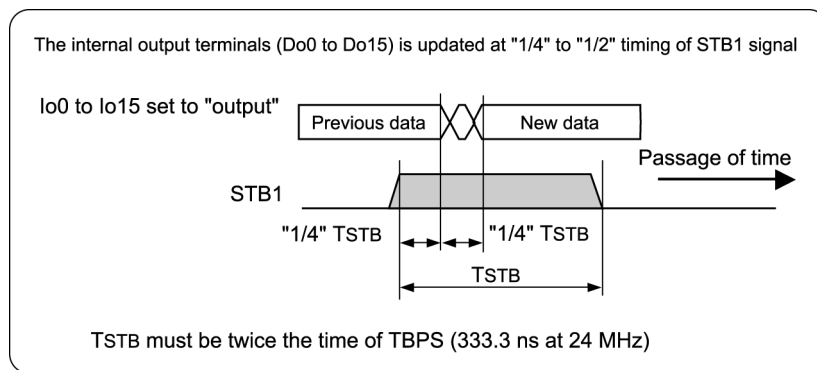 The internal output terminals (Do0 to Do15) is updated at "1/4" to "1/2" timing of STB1 signal
Io0 to Io15 set to "output"
Previous data
New data
Passage of time
STB1
"1/4" TSTB
"1/4" TSTB
TSTB
TSTB must be twice the time of TBPS (333.3 ns at 24 MHz)